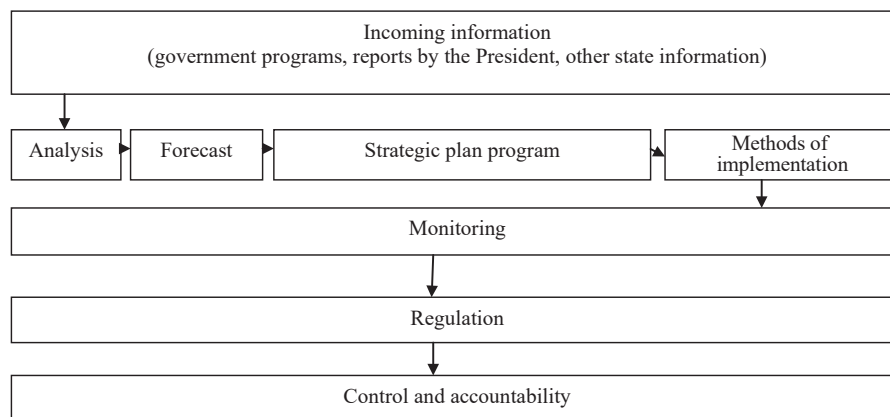 Incoming information
(government programs, reports by the President, other state information)
Analysis
Forecast
Strategic plan program
Methods of
implementation
Monitoring
Regulation
Control and accountability